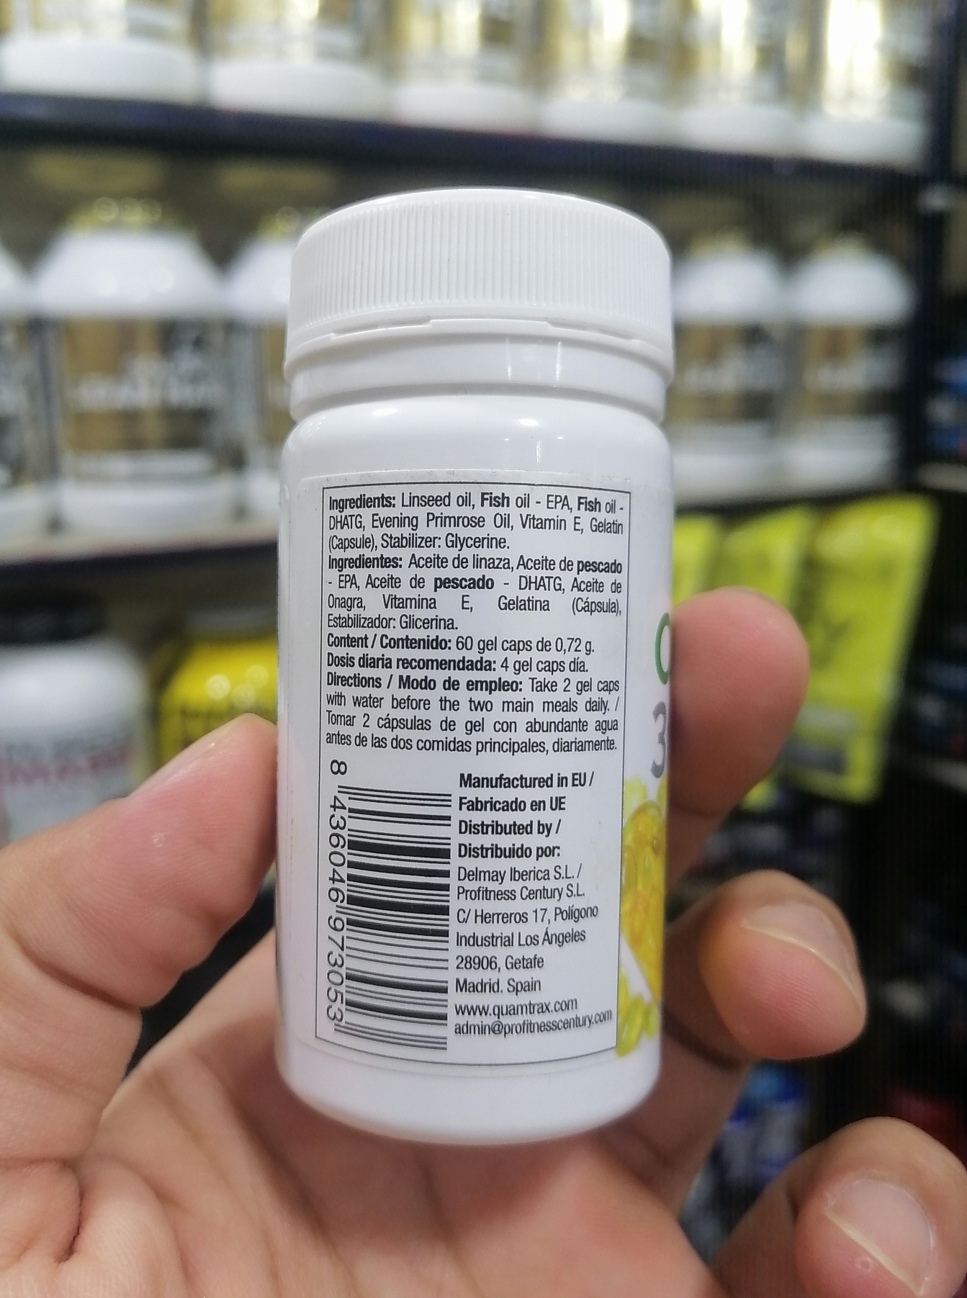 Ingredients: Linseed oil, Fish oil - EPA, Fish oil -
DHATG, Evening Primrose Oil, Vitamin E, Gelatin
(Capsule), Stabilizer: Glycerine.
Ingredientes: Aceite de linaza, Aceite de pescado
- EPA, Aceite de pescado - DHATG, Aceite de
Onagra, Vitamina E, Gelatina (Cápsula),
Estabilizador: Glicerina.
Content / Contenido: 60 gel caps de 0,72 g.
Dosis diaria recomendada: 4 gel caps día.
Directions / Modo de empleo: Take 2 gel caps
with water before the two main meals daily. /
Tomar 2 cápsulas de gel con abundante agua
antes de las dos comidas principales, diariamente.
8 436046 973053
Manufactured in EU /
Fabricado en UE
Distributed by /
Distribuido por:
Delmay Iberica S.L. /
Profitness Century S.L.
C/ Herreros 17, Polígono
Industrial Los Ángeles
28906, Getafe
Madrid. Spain
www.quamtrax.com
admin@profitnesscentury.com
3